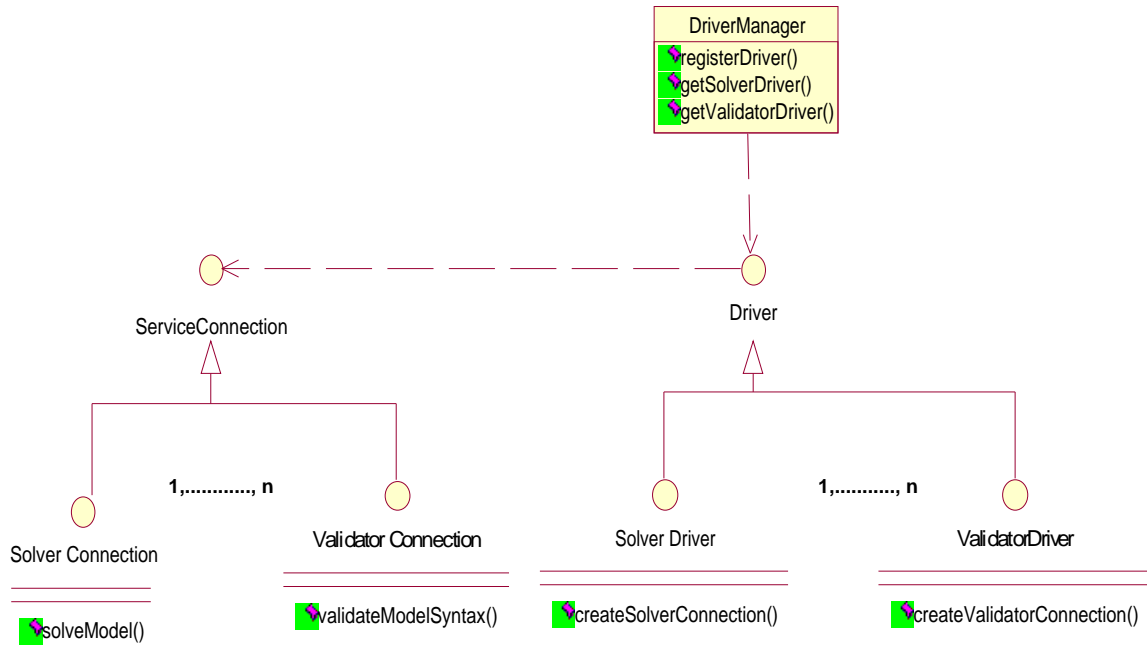 DriverManager
registerDriver()
getSolverDriver()
getValidatorDriver()
ServiceConnection
Driver
1,............, n
1,..........., n
Solver Connection
Validator Connection
Solver Driver
ValidatorDriver
solveModel()
validateModelSyntax()
createSolverConnection()
createValidatorConnection()